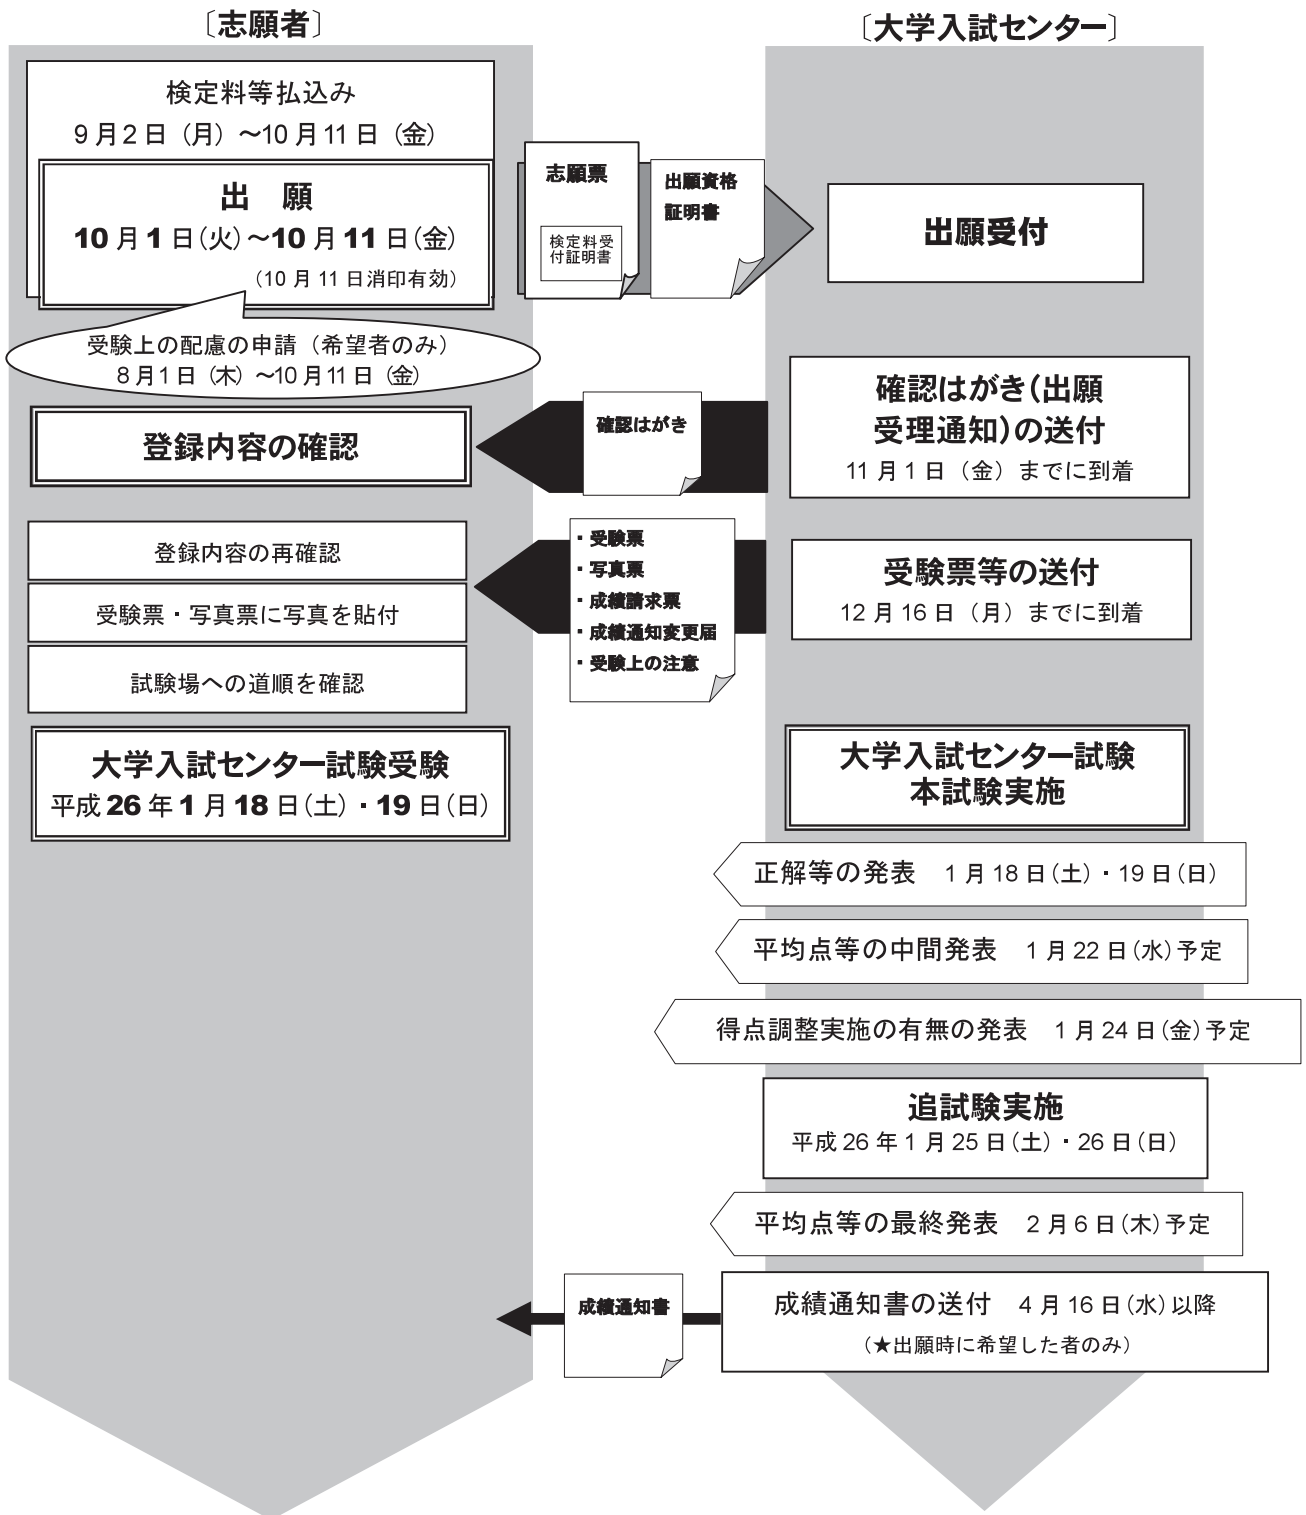 〔志願者〕
〔大学入試センター〕
検定料等払込み
9月2日（月）～10月11日（金）
出　願
10月1日(火)～10月11日(金)
（10月11日消印有効）
志願票
検定料受
付証明書
出願資格
証明書
出願受付
受験上の配慮の申請（希望者のみ）
8月1日（木）～10月11日（金）
確認はがき(出願
受理通知)の送付
11月1日（金）までに到着
確認はがき
登録内容の確認
受験票等の送付
12月16日（月）までに到着
・受験票
・写真票
・成績請求票
・成績通知変更届
・受験上の注意
登録内容の再確認
受験票・写真票に写真を貼付
試験場への道順を確認
大学入試センター試験受験
平成26年1月18日(土)・19日(日)
大学入試センター試験
本試験実施
正解等の発表　1月18日(土)・19日(日)
平均点等の中間発表　1月22日(水)予定
得点調整実施の有無の発表　1月24日(金)予定
追試験実施
平成26年1月25日(土)・26日(日)
平均点等の最終発表　2月6日(木)予定
成績通知書の送付　4月16日(水)以降
（★出願時に希望した者のみ）
成績通知書